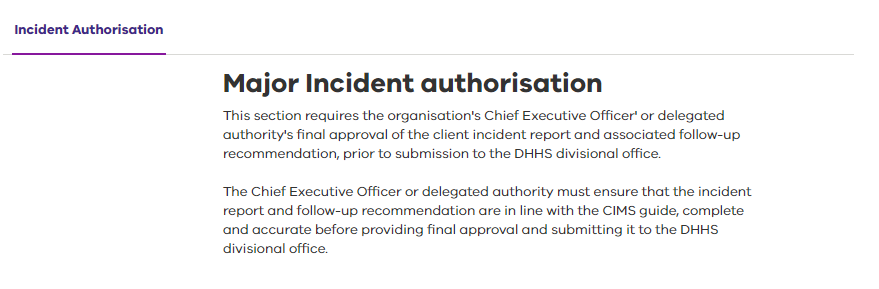 Incident Authorisation
Major Incident authorisation
This section requires the organisation's Chief Executive Officer' or delegated
authority's final approval of the client incident report and associated follow-up
recommendation, prior to submission to the DHHS divisional office.
The Chief Executive Officer or delegated authority must ensure that the incident
report and follow-up recommendation are in line with the CIMS guide, complete
and accurate before providing final approval and submitting it to the DHHS
divisional office.